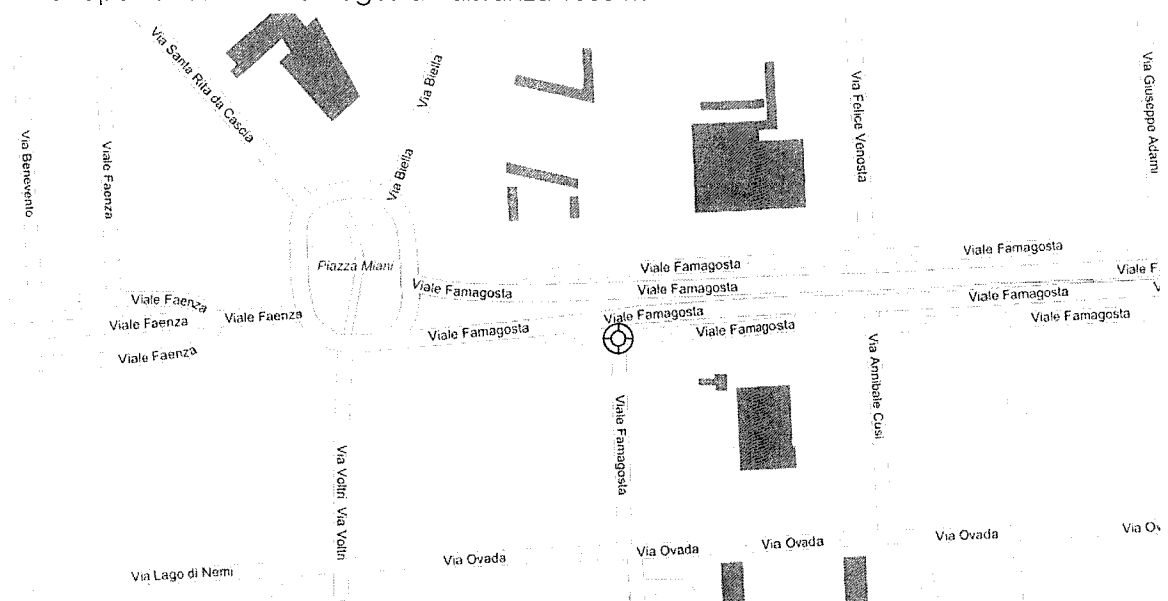 Via Santa Rita da Cascia
Via Biella
Via Biella
Via Felice Venosta
Via Giuseppe Adami
Via Benevento
Viale Faenza
Piazza Miani
Viale Famagosta
Viale Famagosta
Viale F
Viale Famagosta
Viale Famagosta
Viale Famagosta
Viale Faenza
Viale Faenza
Viale Faenza
Viale Famagosta
Viale Famagosta
Viale Famagosta
Viale Famagosta
Viale Faenza
Via Annibale Cusi
Viale Famagosta
Via Voltri
Via Voltri
Via Ovada
Via Ovada
Via Ovada
Via Ovada
Via Ov
Via Lago di Nemi